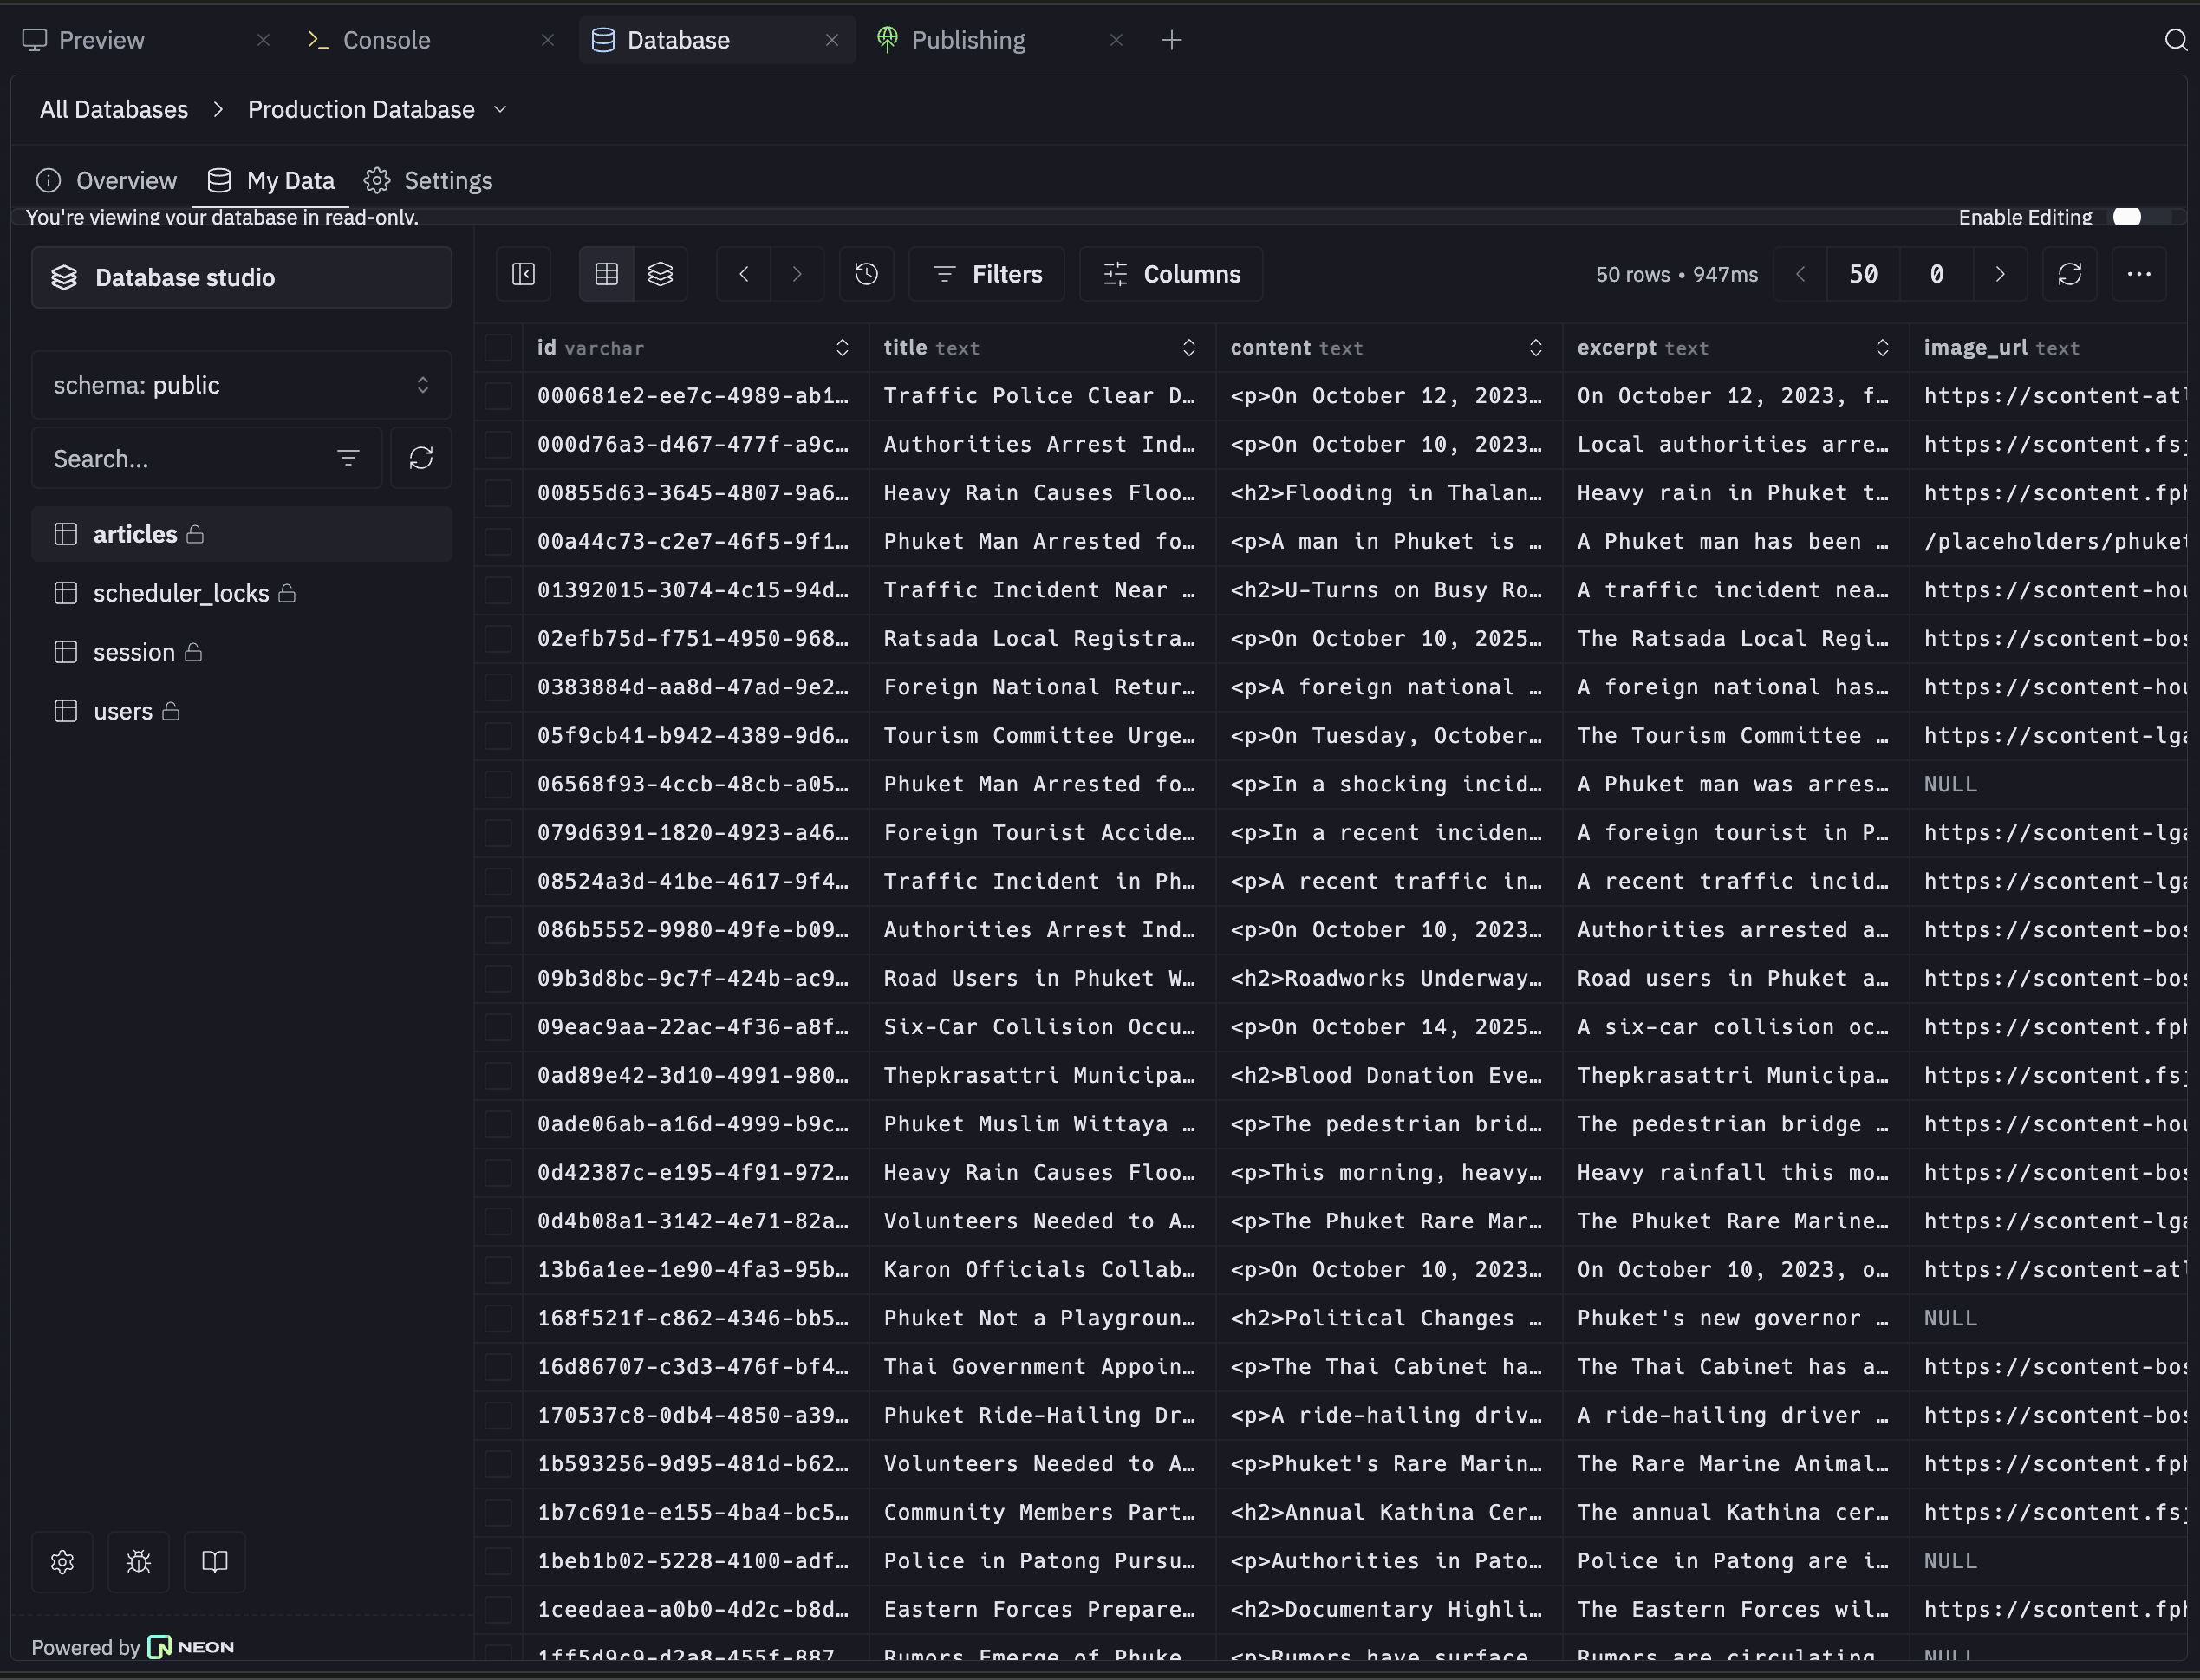 Preview
Console
Database
Publishing
All Databases > Production Database
Overview
My Data
Settings
You're viewing your database in read-only.
Enable Editing
Database studio
Filters
Columns
50 rows • 947ms
50
0
schema: public
Search...
articles
scheduler_locks
session
users
id varchar title text content text excerpt text image_url text
000681e2-ee7c-4989-ab1… Traffic Police Clear D… <p>On October 12, 2023… On October 12, 2023, f… https://scontent-atl
000d76a3-d467-477f-a9c… Authorities Arrest Ind… <p>On October 10, 2023… Local authorities arre… https://scontent.fsj
00855d63-3645-4807-9a6… Heavy Rain Causes Floo… <h2>Flooding in Thalan… Heavy rain in Phuket t… https://scontent.fph
00a44c73-c2e7-46f5-9f1… Phuket Man Arrested fo… <p>A man in Phuket is … A Phuket man has been … /placeholders/phuket
01392015-3074-4c15-94d… Traffic Incident Near … <h2>U-Turns on Busy Ro… A traffic incident nea… https://scontent-hou
02efb75d-f751-4950-968… Ratsada Local Registra… <p>On October 10, 2025… The Ratsada Local Regi… https://scontent-bos
0383884d-aa8d-47ad-9e2… Foreign National Retur… <p>A foreign national … A foreign national has… https://scontent-hou
05f9cb41-b942-4389-9d6… Tourism Committee Urge… <p>On Tuesday, October… The Tourism Committee … https://scontent-lga
06568f93-4ccb-48cb-a05… Phuket Man Arrested fo… <p>In a shocking incid… A Phuket man was arres… NULL
079d6391-1820-4923-a46… Foreign Tourist Accide… <p>In a recent inciden… A foreign tourist in P… https://scontent-lga
08524a3d-41be-4617-9f4… Traffic Incident in Ph… <p>A recent traffic in… A recent traffic incid… https://scontent-lga
086b5552-9980-49fe-b09… Authorities Arrest Ind… <p>On October 10, 2023… Authorities arrested a… https://scontent-bos
09b3d8bc-9c7f-424b-ac9… Road Users in Phuket W… <h2>Roadworks Underway… Road users in Phuket a… https://scontent-bos
09eac9aa-22ac-4f36-a8f… Six-Car Collision Occu… <p>On October 14, 2025… A six-car collision oc… https://scontent.fph
0ad89e42-3d10-4991-980… Thepkrasattri Municipa… <h2>Blood Donation Eve… Thepkrasattri Municipa… https://scontent.fsj
0ade06ab-a16d-4999-b9c… Phuket Muslim Wittaya … <p>The pedestrian brid… The pedestrian bridge … https://scontent-hou
0d42387c-e195-4f91-972… Heavy Rain Causes Floo… <p>This morning, heavy… Heavy rainfall this mo… https://scontent-bos
0d4b08a1-3142-4e71-82a… Volunteers Needed to A… <p>The Phuket Rare Mar… The Phuket Rare Marine… https://scontent-lga
13b6a1ee-1e90-4fa3-95b… Karon Officials Collab… <p>On October 10, 2023… On October 10, 2023, o… https://scontent-atl
168f521f-c862-4346-bb5… Phuket Not a Playgroun… <h2>Political Changes … Phuket's new governor … NULL
16d86707-c3d3-476f-bf4… Thai Government Appoin… <p>The Thai Cabinet ha… The Thai Cabinet has a… https://scontent-bos
170537c8-0db4-4850-a39… Phuket Ride-Hailing Dr… <p>A ride-hailing driv… A ride-hailing driver … https://scontent-bos
1b593256-9d95-481d-b62… Volunteers Needed to A… <p>Phuket's Rare Marin… The Rare Marine Animal… https://scontent.fph
1b7c691e-e155-4ba4-bc5… Community Members Part… <h2>Annual Kathina Cer… The annual Kathina cer… https://scontent.fsj
1beb1b02-5228-4100-adf… Police in Patong Pursu… <p>Authorities in Pato… Police in Patong are i… NULL
1ceedaea-a0b0-4d2c-b8d… Eastern Forces Prepare… <h2>Documentary Highli… The Eastern Forces wil… https://scontent.fph
1ff5d9c9-d2a8-455f-887 Rumors Emerge of Phuke <p>Rumors have surface Rumors are circulating NULL
Powered by NEON